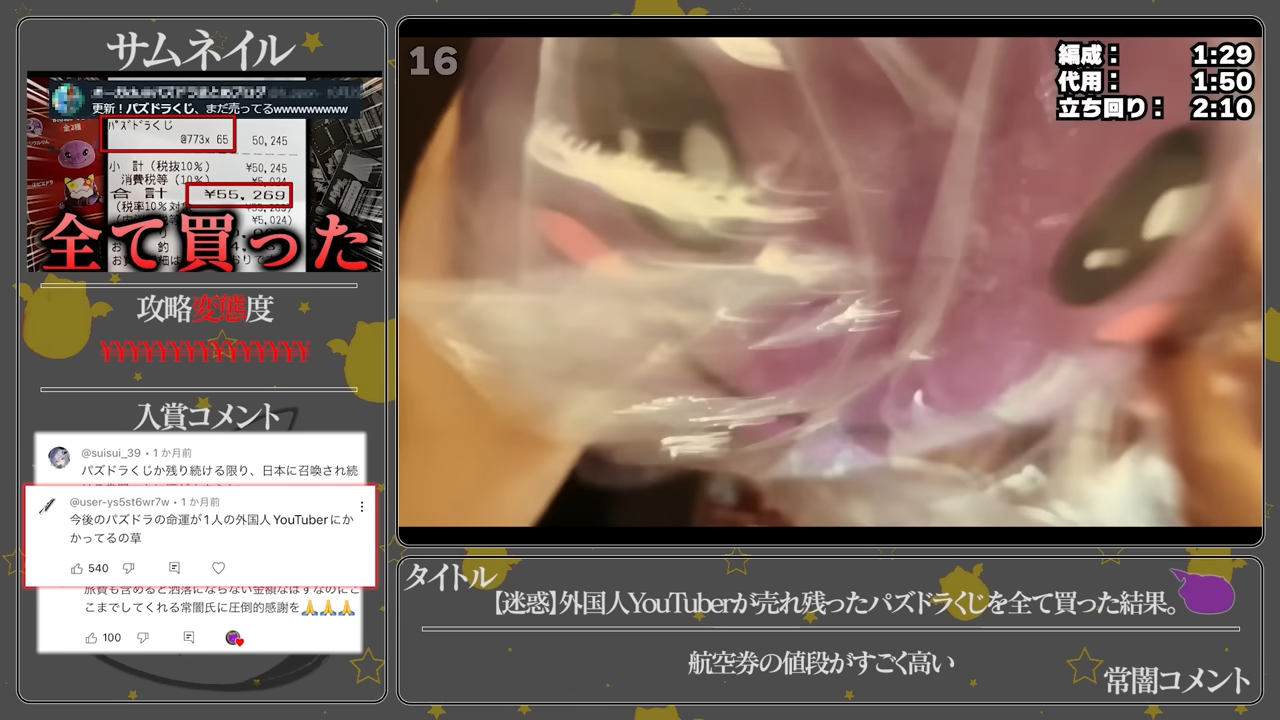 サムネイル
更新!パズドラくじ、まだ売ってるwwwwwwwww
全2種
パズドラくじ
@773x 65
50,245
小 計(税抜10%)
¥50,245
消費税等(10%)
合 計
¥55,269
(税率10%対
¥5,024)
全て買った
攻略変態度
YYYYYYYYYYYYYYY
入賞コメント
@suisui_39・1 か月前
パズドラくじか残り続ける限り、日本に召喚され続
@user-ys5st6wr7w・1 か月前
今後のパズドラの命運が1人の外国人YouTuberにか
かってるの草
540
旅費も含めると洒落にならない金額なはずなのにこ
こまでしてくれる常闇氏に圧倒的感謝を🙏🙏🙏
100
16
編成: 1:29
代用: 1:50
立ち回り: 2:10
タイトル
【迷惑】外国人YouTuberが売れ残ったパズドラくじを全て買った結果。
航空券の値段がすごく高い
常闇コメント